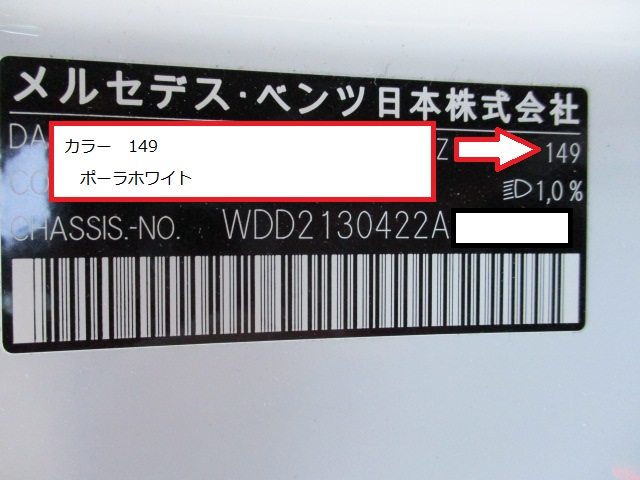 メルセデス・ベンツ日本株式会社
DA
Z 149
カラー 149
ポーラホワイト
CO
1,0%
CHASSIS.-NO. WDD2130422A